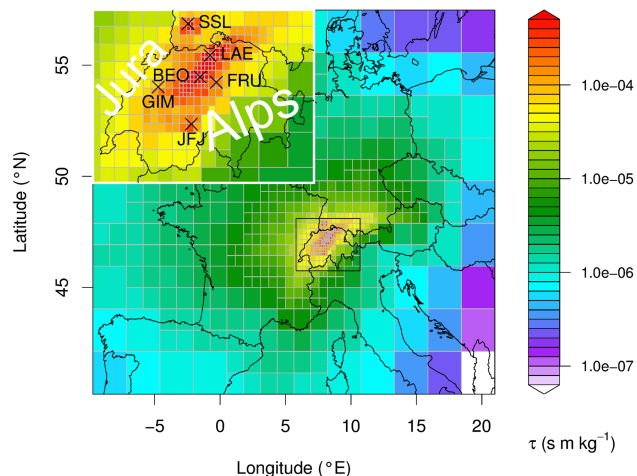 SSL
LAE
Jura
BEO
FRU
GIM
Alps
JFJ
55
50
45
−5
0
5
10
15
20
Latitude (°N)
Longitude (°E)
1.0e−04
1.0e−05
1.0e−06
1.0e−07
τ (s m kg⁻¹)